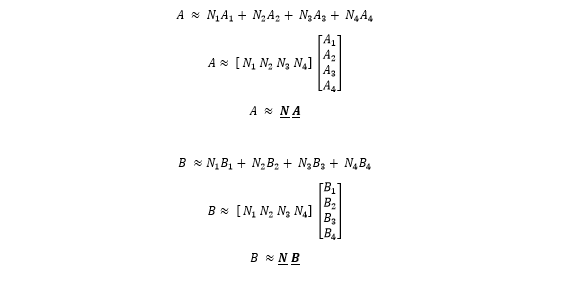 A ≈ N₁A₁ + N₂A₂ + N₃A₃ + N₄A₄
A ≈ [ N₁ N₂ N₃ N₄] [A₁ A₂ A₃ A₄]
A ≈ N A
B ≈ N₁B₁ + N₂B₂ + N₃B₃ + N₄B₄
B ≈ [ N₁ N₂ N₃ N₄] [B₁ B₂ B₃ B₄]
B ≈ N B